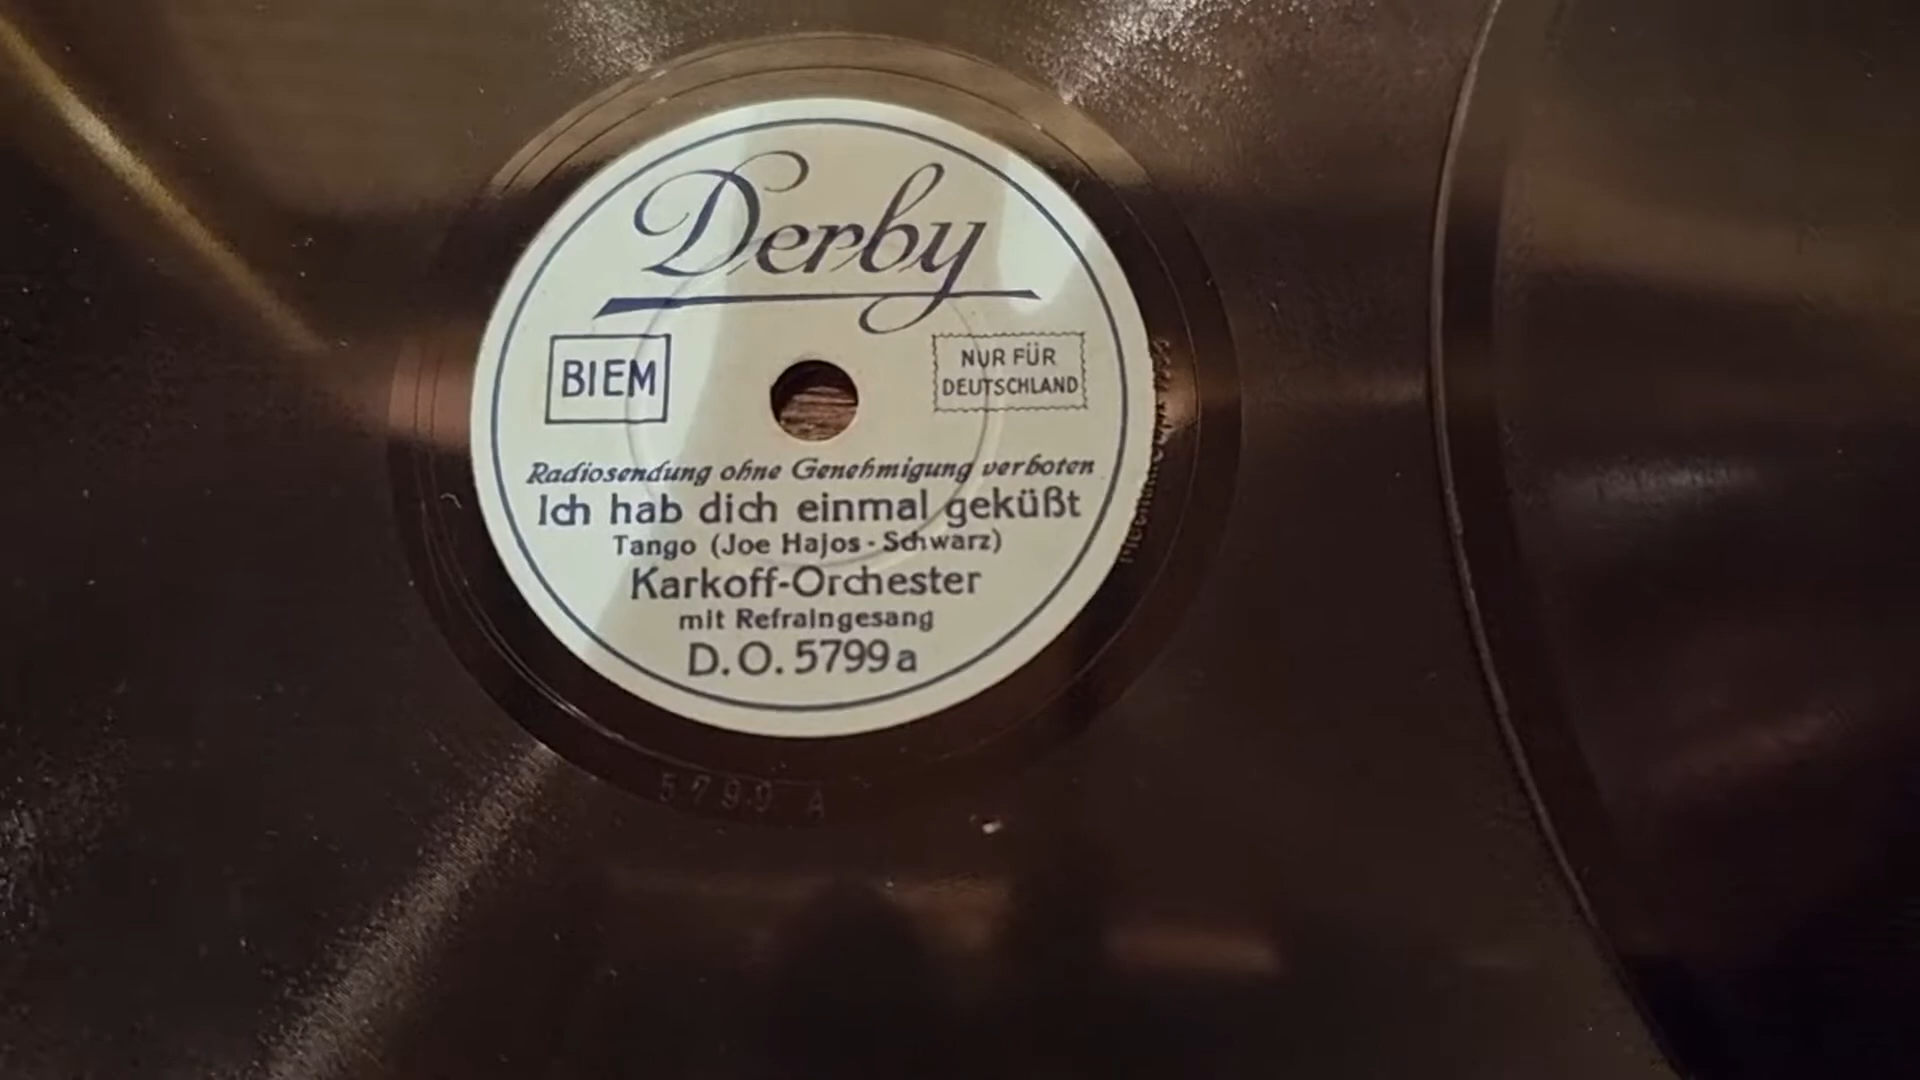 Derby
BIEM
NUR FÜR
DEUTSCHLAND
Radiosendung ohne Genehmigung verboten
Ich hab dich einmal geküßt
Tango (Joe Hajos - Schwarz)
Karkoff-Orchester
mit Refraingesang
D.O. 5799 a
5799 A